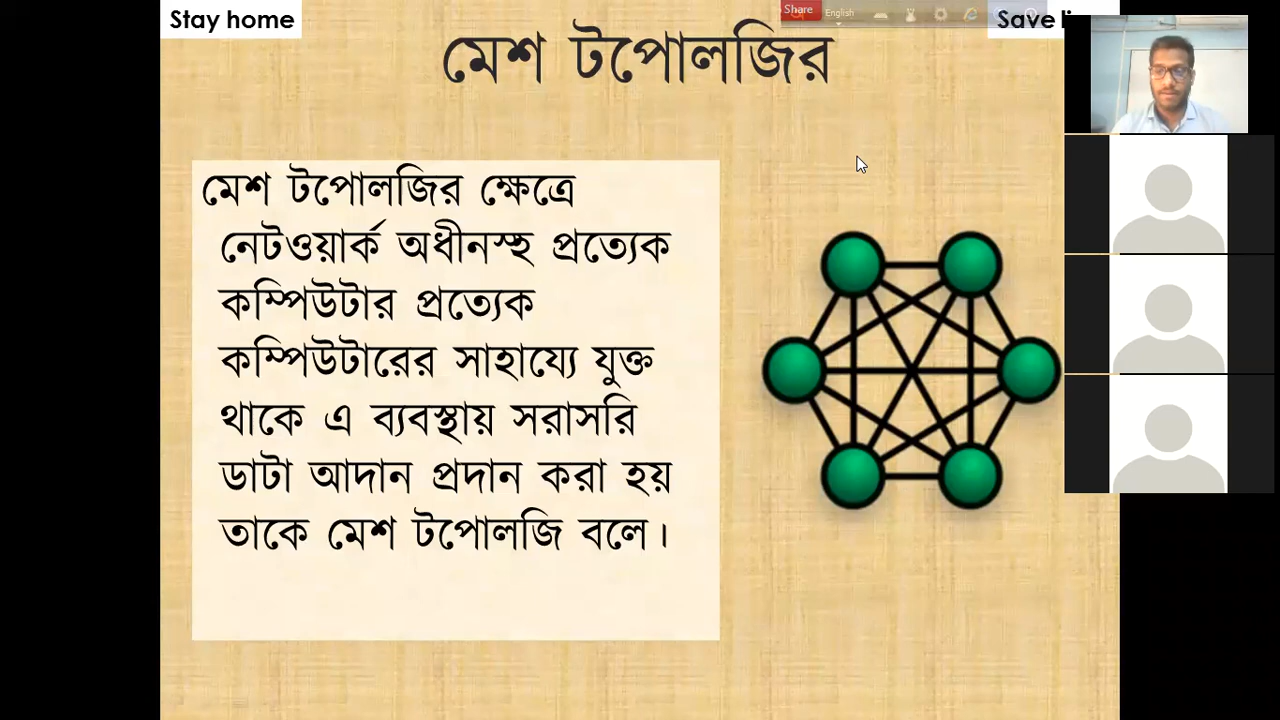 Stay home
Share
English
মেশ টপোলজির
মেশ টপোলজির ক্ষেত্রে
নেটওয়ার্ক অধীনস্হ প্রত্যেক
কম্পিউটার প্রত্যেক
কম্পিউটারের সাহায্যে যুক্ত
থাকে এ ব্যবস্থায় সরাসরি
ডাটা আদান প্রদান করা হয়
তাকে মেশ টপোলজি বলে।
Save